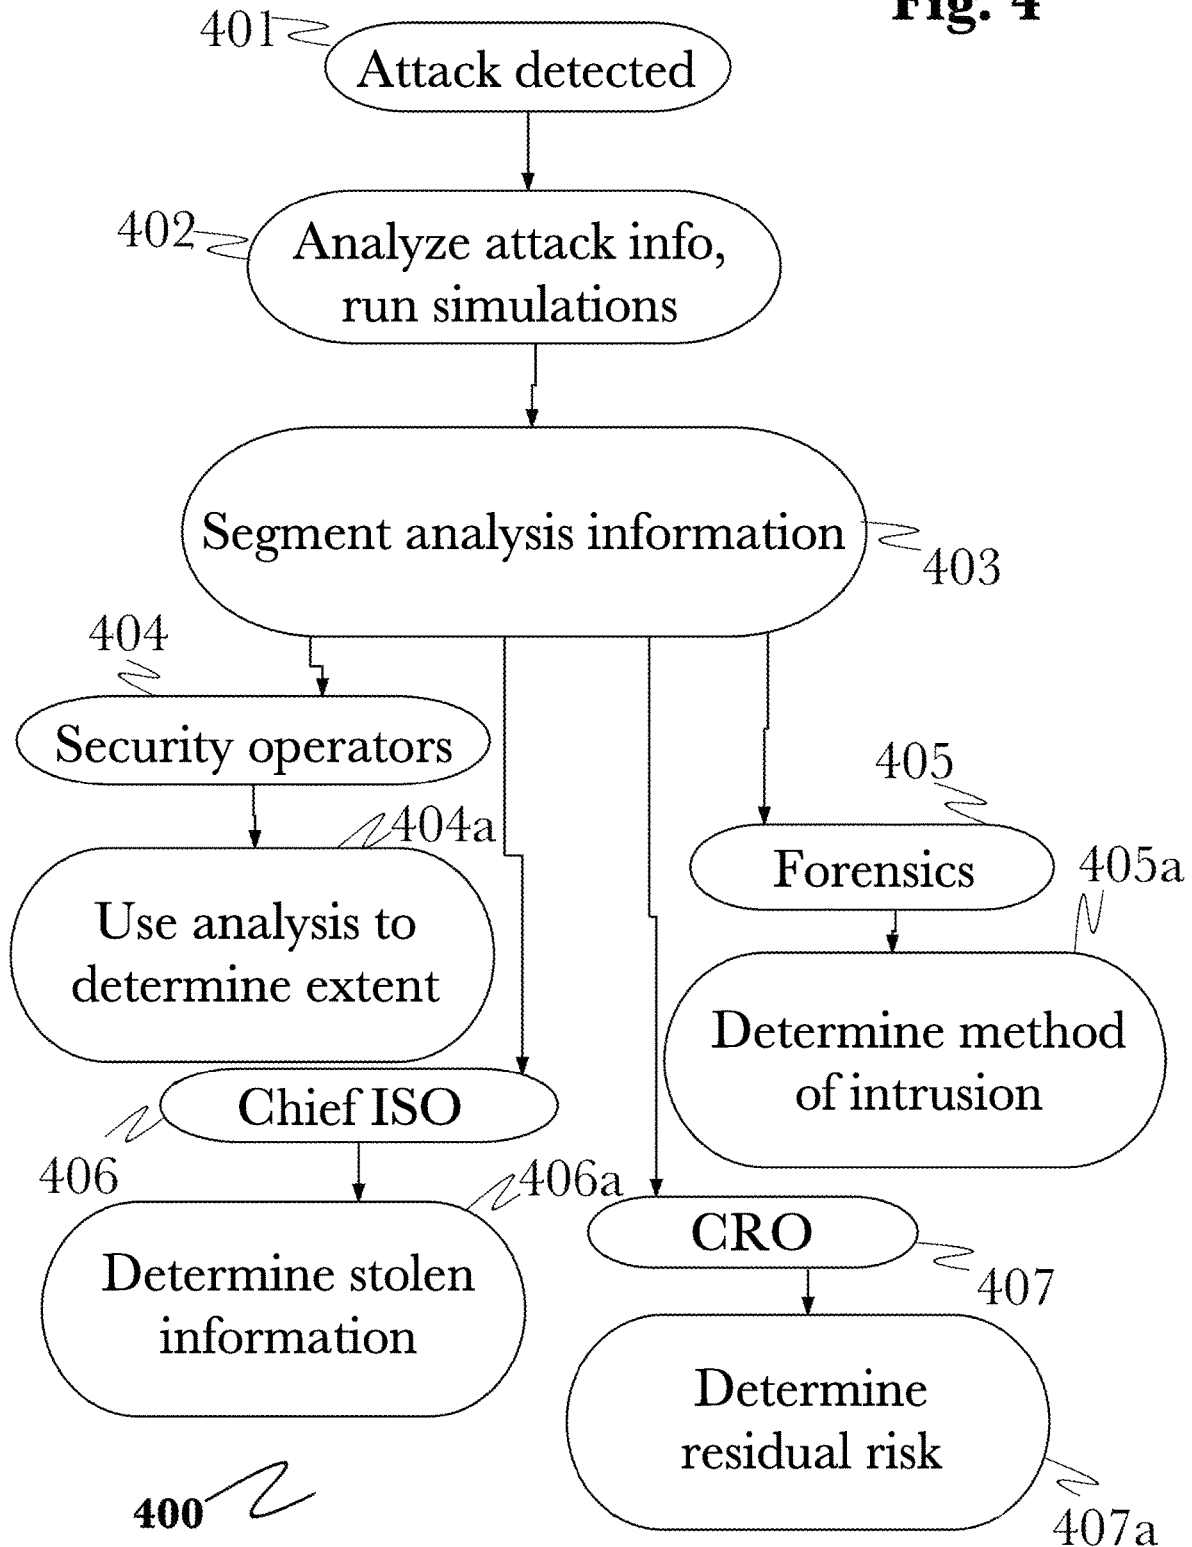 Fig. 4
401
Attack detected
402
Analyze attack info,
run simulations
Segment analysis information
403
404
Security operators
404a
Use analysis to
determine extent
405
Forensics
405a
Determine method
of intrusion
Chief ISO
406
406a
Determine stolen
information
CRO
407
Determine
residual risk
407a
400